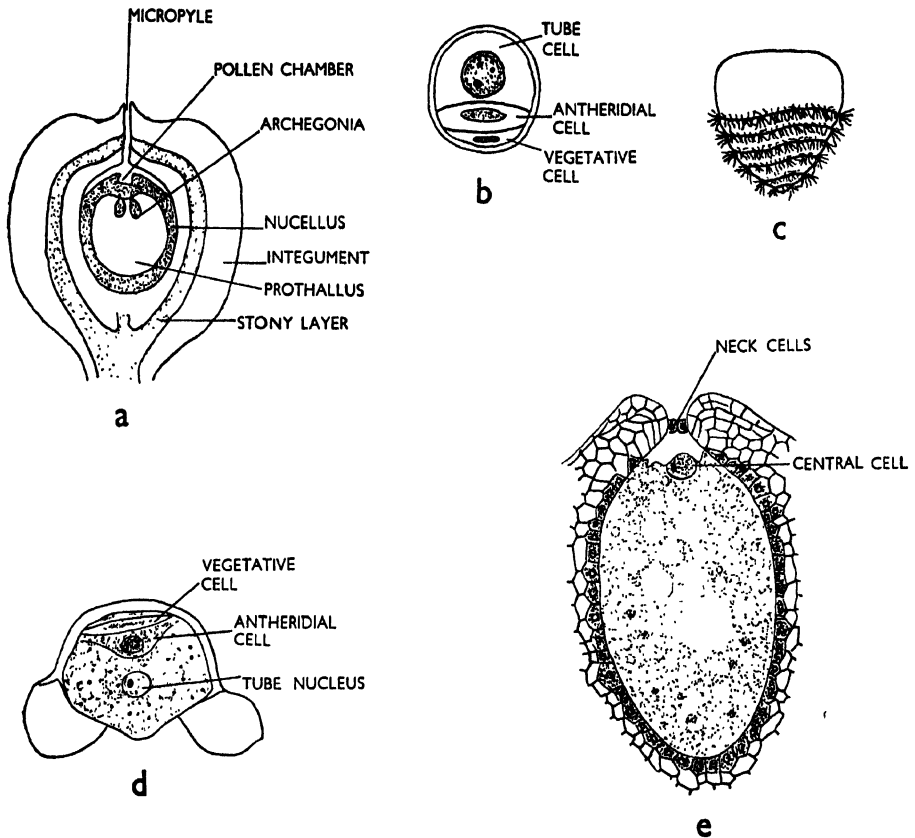 MICROPYLE
POLLEN CHAMBER
ARCHEGONIA
NUCELLUS
INTEGUMENT
PROTHALLUS
STONY LAYER
a
TUBE
CELL
ANTHERIDIAL
CELL
VEGETATIVE
CELL
b
c
VEGETATIVE
CELL
ANTHERIDIAL
CELL
TUBE NUCLEUS
d
NECK CELLS
CENTRAL CELL
e